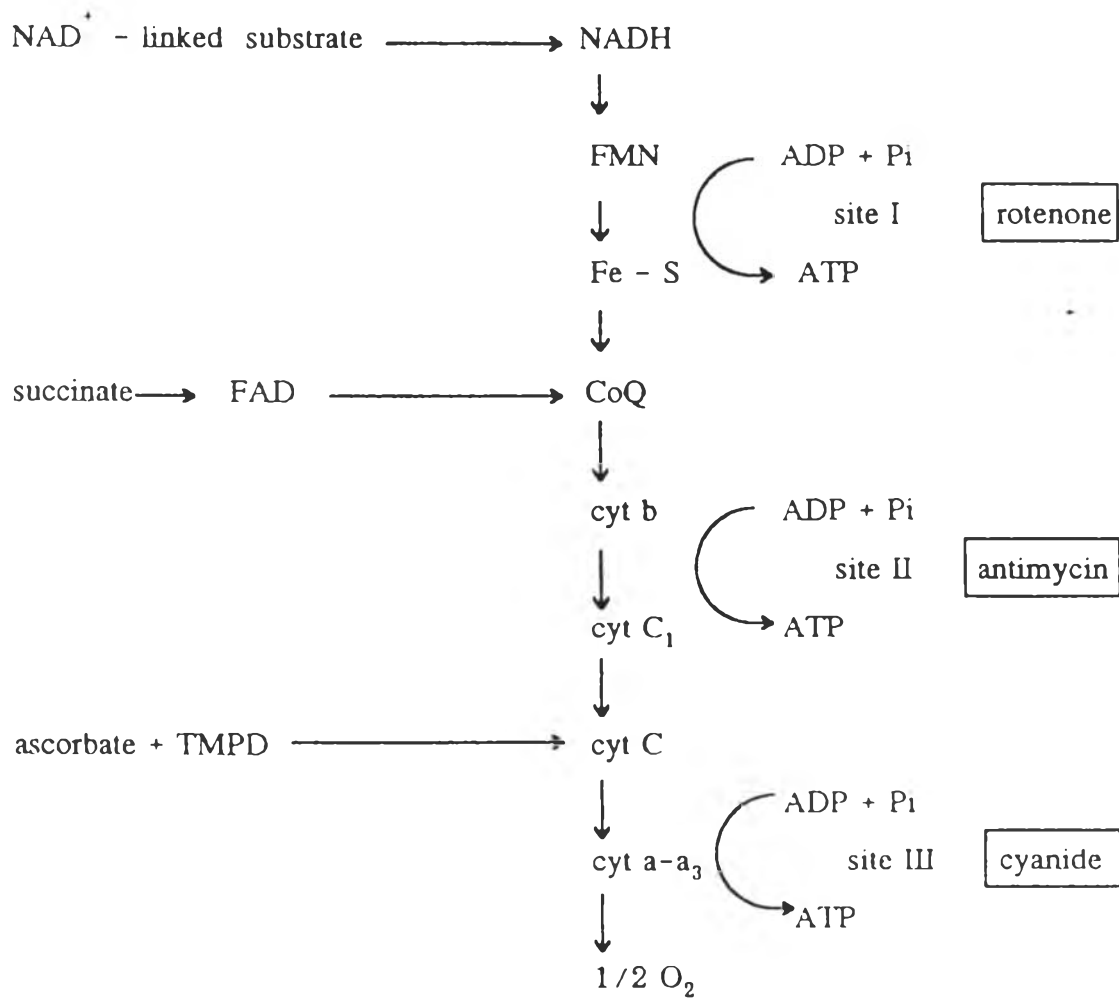 NAD⁺ - linked substrate → NADH
↓
FMN ADP + Pi
↓ site I rotenone
Fe - S ATP
↓
succinate → FAD → CoQ
↓
cyt b ADP + Pi
↓ site II antimycin
cyt C₁ ATP
↓
ascorbate + TMPD → cyt C
↓
ADP + Pi
cyt a-a₃ site III cyanide
ATP
↓
1/2 O₂